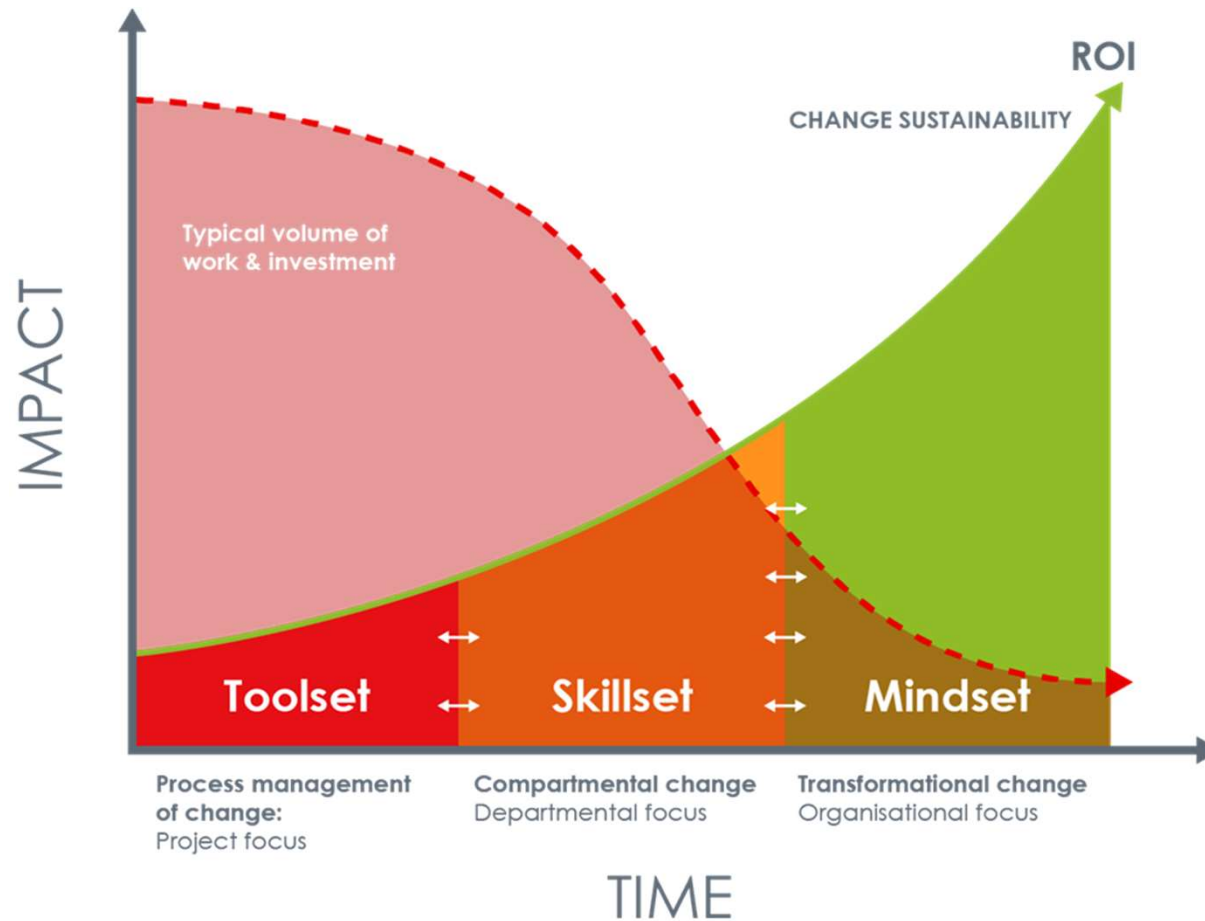 ROI
CHANGE SUSTAINABILITY
Typical volume of
work & investment
IMPACT
Toolset
Skillset
Mindset
Process management
of change:
Project focus
Compartmental change
Departmental focus
Transformational change
Organisational focus
TIME